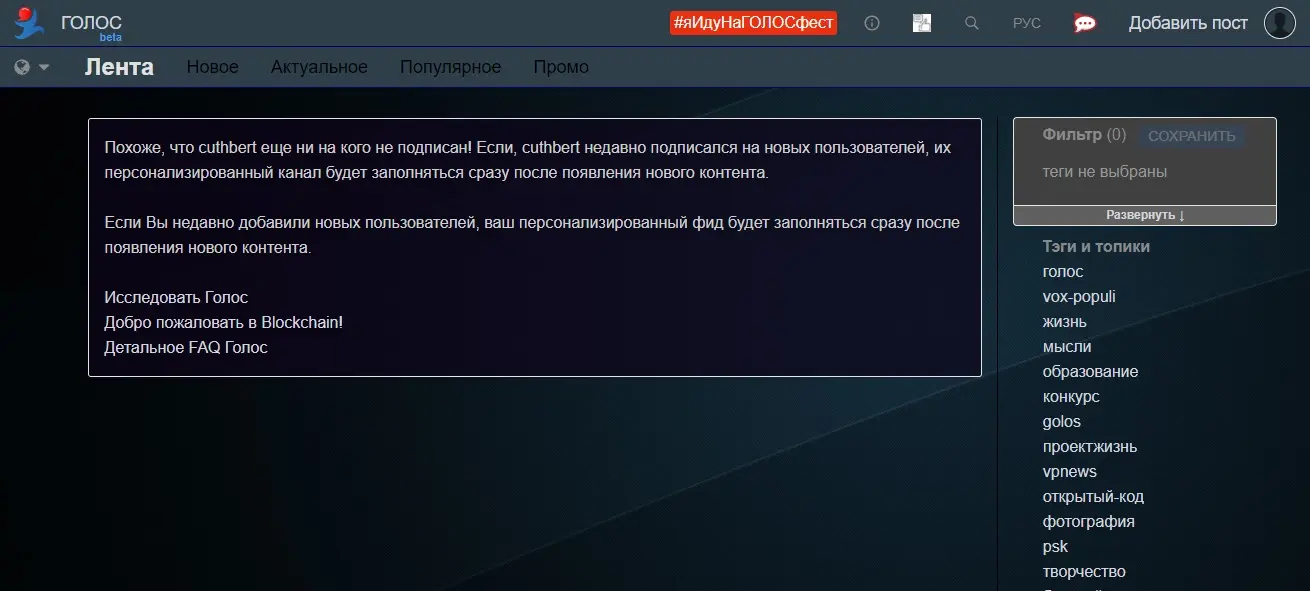 ГОЛОС
beta
#яИдуНаГОЛОСфест
РУС
Добавить пост
Лента
Новое
Актуальное
Популярное
Промо
Похоже, что cuthbert еще ни на кого не подписан! Если, cuthbert недавно подписался на новых пользователей, их
персонализированный канал будет заполняться сразу после появления нового контента.
Если Вы недавно добавили новых пользователей, ваш персонализированный фид будет заполняться сразу после
появления нового контента.
Исследовать Голос
Добро пожаловать в Blockchain!
Детальное FAQ Голос
Фильтр (0) СОХРАНИТЬ
теги не выбраны
Развернуть ↓
Тэги и топики
голос
vox-populi
жизнь
мысли
образование
конкурс
golos
проектжизнь
vpnews
открытый-код
фотография
psk
творчество